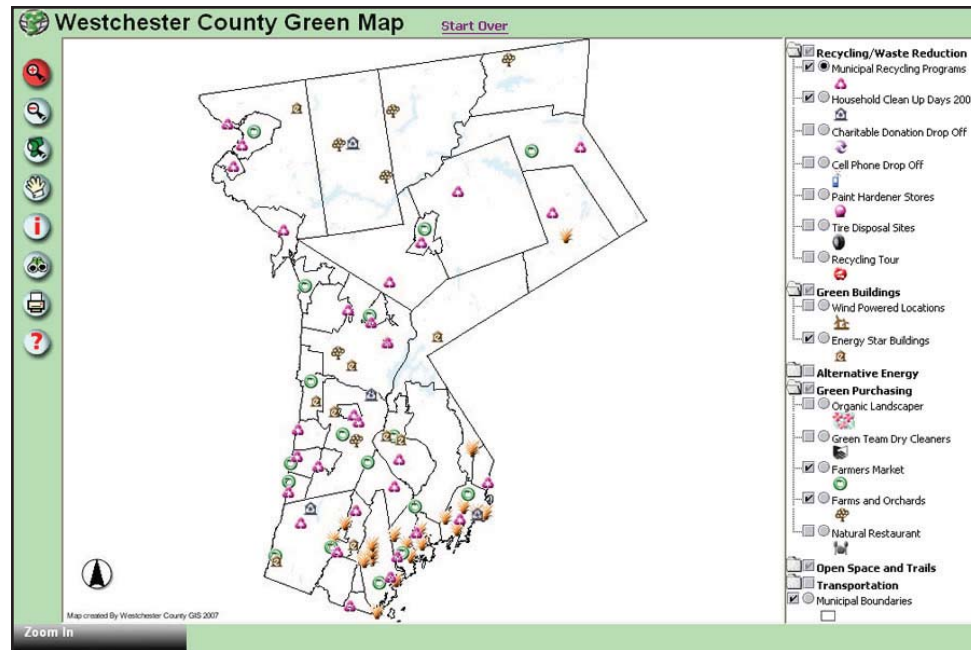 Westchester County Green Map
Start Over
Recycling/Waste Reduction
Municipal Recycling Programs
Household Clean Up Days 200
Charitable Donation Drop Off
Cell Phone Drop Off
Paint Hardener Stores
Tire Disposal Sites
Recycling Tour
Green Buildings
Wind Powered Locations
Energy Star Buildings
Alternative Energy
Green Purchasing
Organic Landscaper
Green Team Dry Cleaners
Farmers Market
Farms and Orchards
Natural Restaurant
Open Space and Trails
Transportation
Municipal Boundaries
i
?
Map created By Westchester County GIS 2007
Zoom In